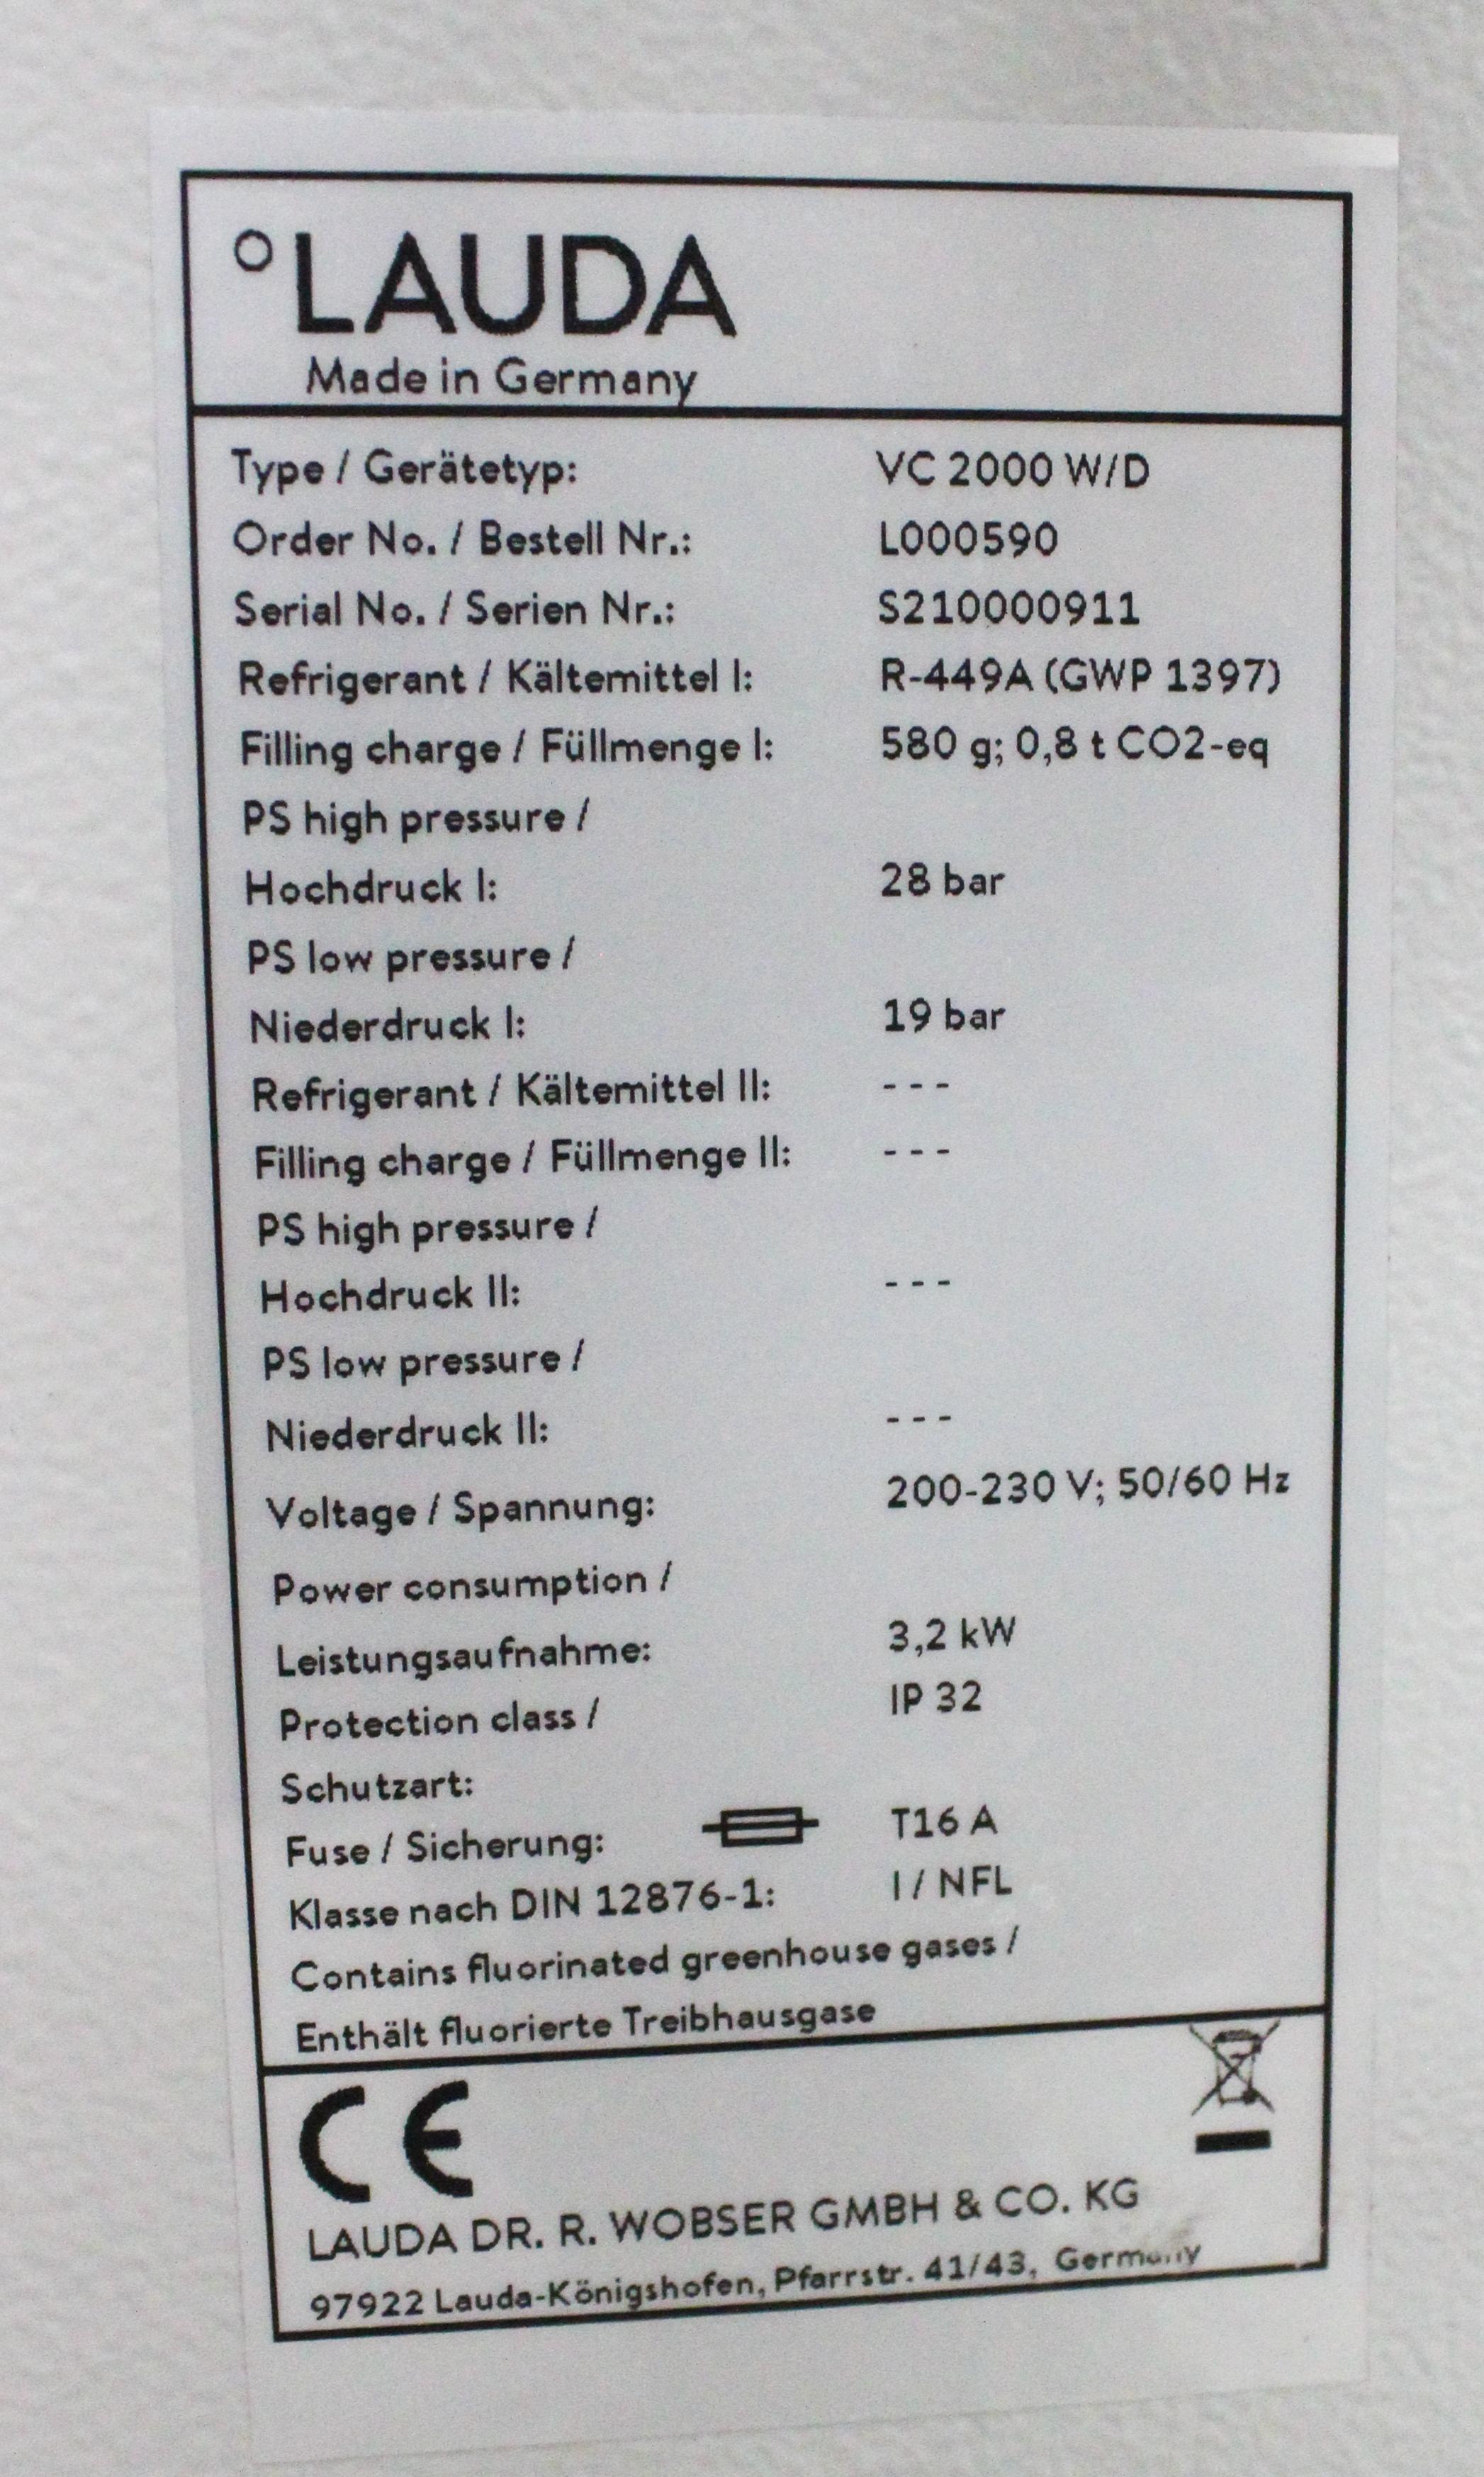 °LAUDA
Made in Germany
Type / Gerätetyp: VC 2000 W/D
Order No. / Bestell Nr.: L000590
Serial No. / Serien Nr.: S210000911
Refrigerant / Kältemittel I: R-449A (GWP 1397)
Filling charge / Füllmenge I: 580 g; 0,8 t CO2-eq
PS high pressure /
Hochdruck I: 28 bar
PS low pressure /
Niederdruck I: 19 bar
Refrigerant / Kältemittel II: ---
Filling charge / Füllmenge II: ---
PS high pressure /
Hochdruck II: ---
PS low pressure /
Niederdruck II: ---
Voltage / Spannung: 200-230 V; 50/60 Hz
Power consumption /
Leistungsaufnahme: 3,2 kW
Protection class / IP 32
Schutzart:
Fuse / Sicherung: T16 A
Klasse nach DIN 12876-1: I / NFL
Contains fluorinated greenhouse gases /
Enthält fluorierte Treibhausgase
CE
LAUDA DR. R. WOBSER GMBH & CO. KG
97922 Lauda-Königshofen, Pfarrstr. 41/43, Germany